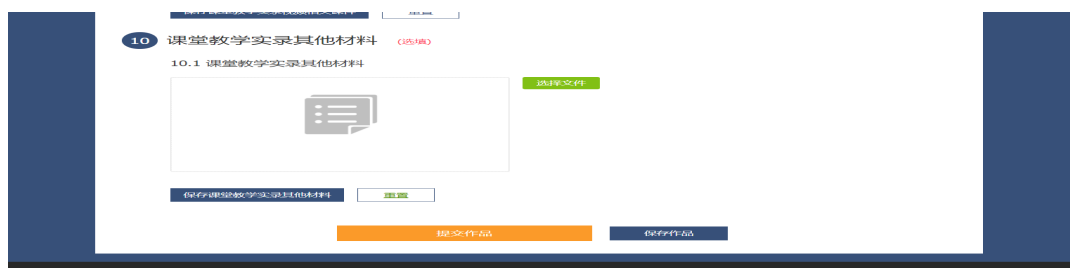 重置
10 课堂教学实录其他材料 (选填)
10.1 课堂教学实录其他材料
选择文件
保存课堂教学实录其他材料 重置
提交作品 保存作品